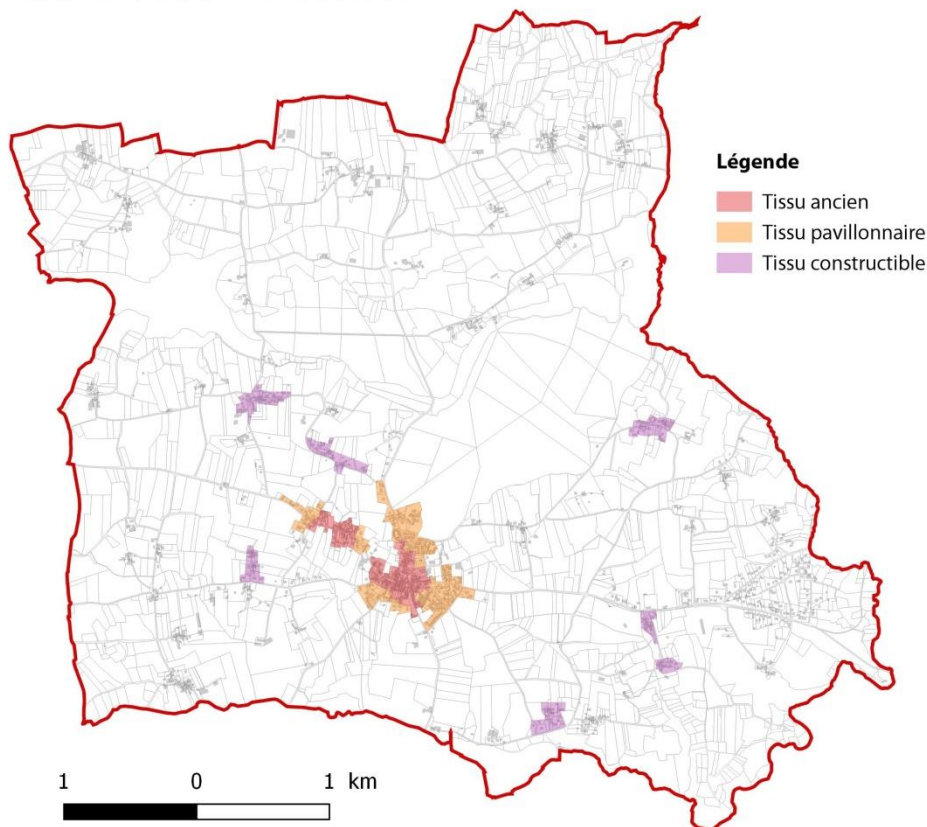 Légende
Tissu ancien
Tissu pavillonnaire
Tissu constructible
1 0 1 km